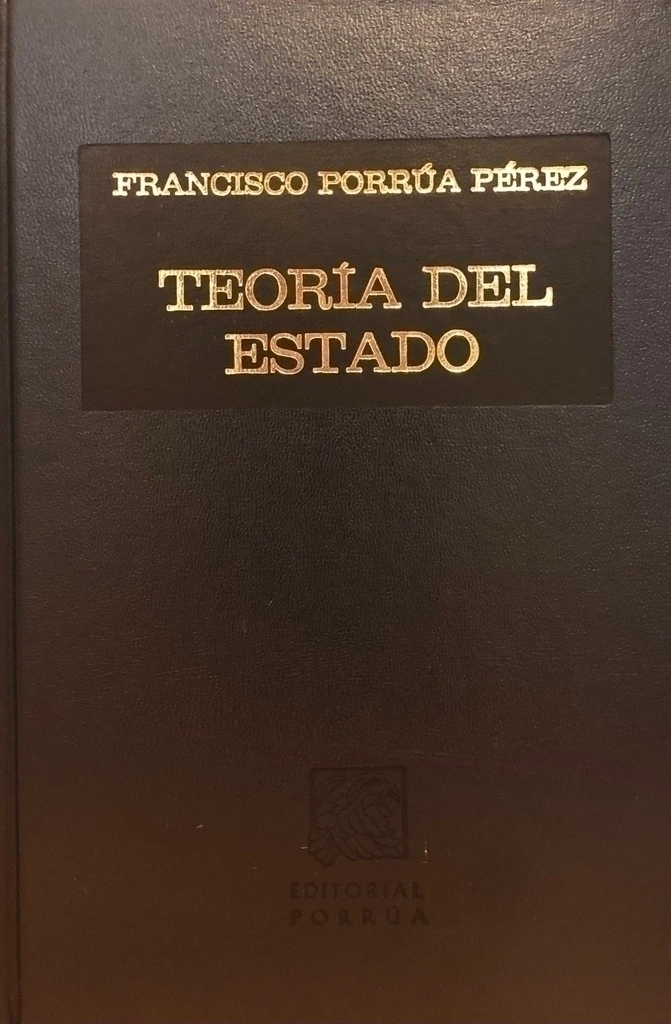 FRANCISCO PORRÚA PÉREZ
TEORÍA DEL
ESTADO
EDITORIAL
PORRÚA